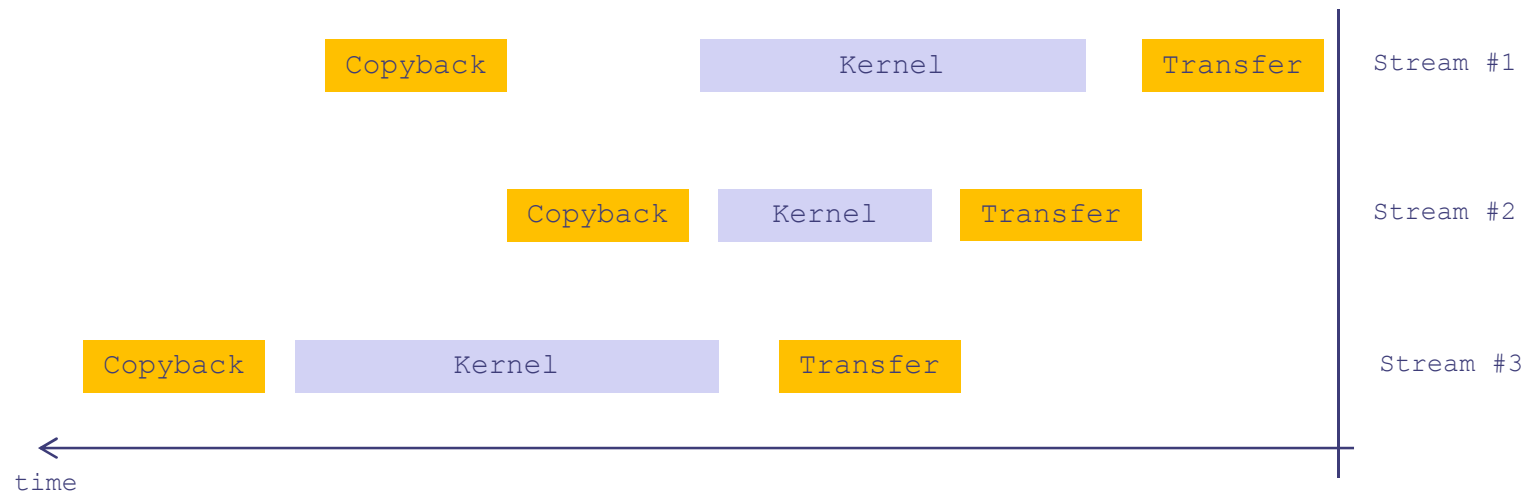 Copyback Kernel Transfer Stream #1
Copyback Kernel Transfer Stream #2
Copyback Kernel Transfer Stream #3
time